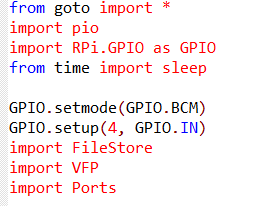 from goto import *
import pio
import RPi.GPIO as GPIO
from time import sleep

GPIO.setmode(GPIO.BCM)
GPIO.setup(4, GPIO.IN)
import FileStore
import VFP
import Ports